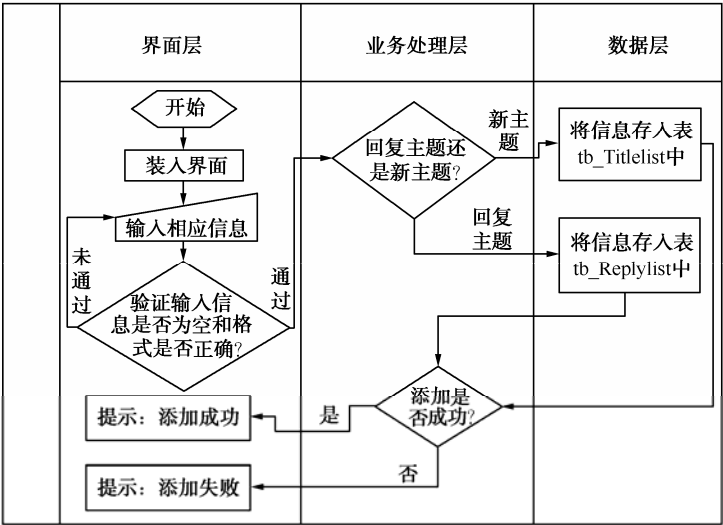 界面层
业务处理层
数据层
开始
装入界面
输入相应信息
未
通
过
验证输入信
息是否为空和格
式是否正确?
通
过
回复主题还
是新主题?
新主
题
回复
主题
将信息存入表
tb_Titlelist中
将信息存入表
tb_Replylist中
添加是
否成功?
是
否
提示：添加成功
提示：添加失败